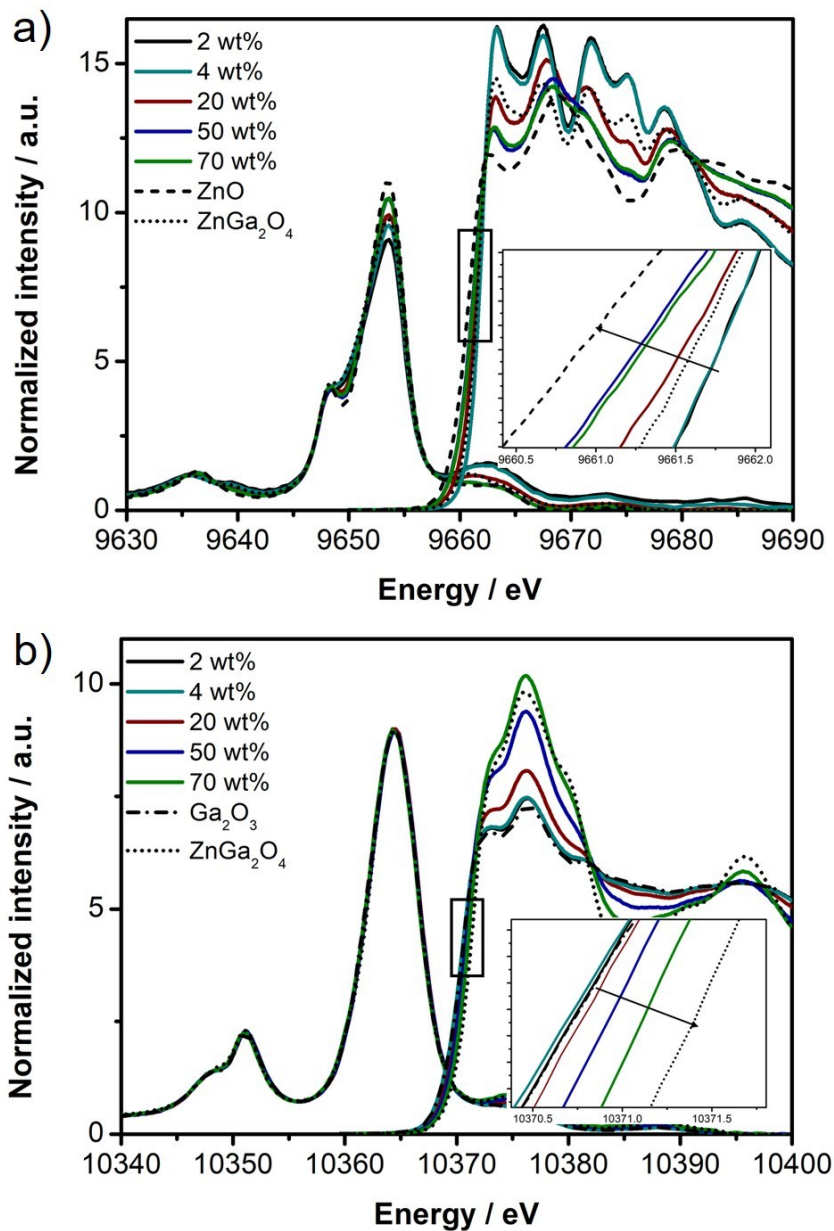 a)
2 wt%
4 wt%
20 wt%
50 wt%
70 wt%
ZnO
ZnGa₂O₄
Normalized intensity / a.u.
15
10
5
0
9660.5 9661.0 9661.5 9662.0
9630 9640 9650 9660 9670 9680 9690
Energy / eV
b)
2 wt%
4 wt%
20 wt%
50 wt%
70 wt%
Ga₂O₃
ZnGa₂O₄
Normalized intensity / a.u.
10
5
0
10370.5 10371.0 10371.5
10340 10350 10360 10370 10380 10390 10400
Energy / eV